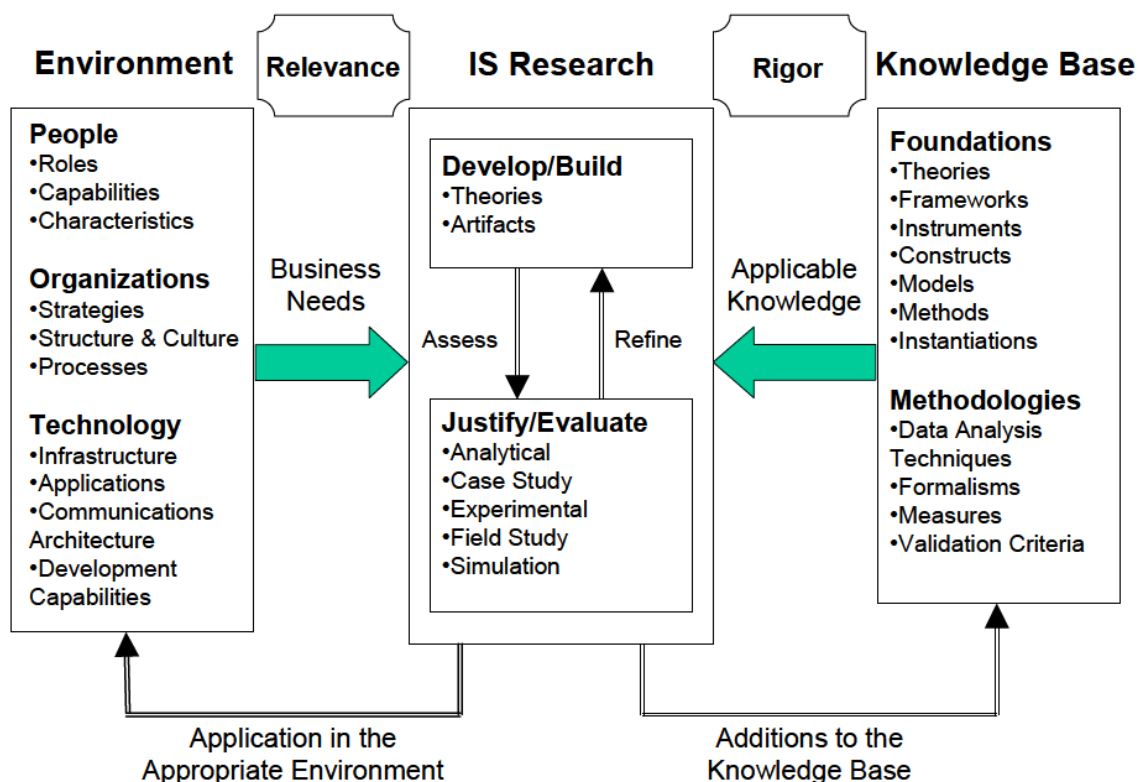 Environment
Relevance
IS Research
Rigor
Knowledge Base
People
•Roles
•Capabilities
•Characteristics
Organizations
•Strategies
•Structure & Culture
•Processes
Technology
•Infrastructure
•Applications
•Communications
Architecture
•Development
Capabilities
Business
Needs
Develop/Build
•Theories
•Artifacts
Assess
Refine
Justify/Evaluate
•Analytical
•Case Study
•Experimental
•Field Study
•Simulation
Applicable
Knowledge
Foundations
•Theories
•Frameworks
•Instruments
•Constructs
•Models
•Methods
•Instantiations
Methodologies
•Data Analysis
Techniques
•Formalisms
•Measures
•Validation Criteria
Application in the
Appropriate Environment
Additions to the
Knowledge Base